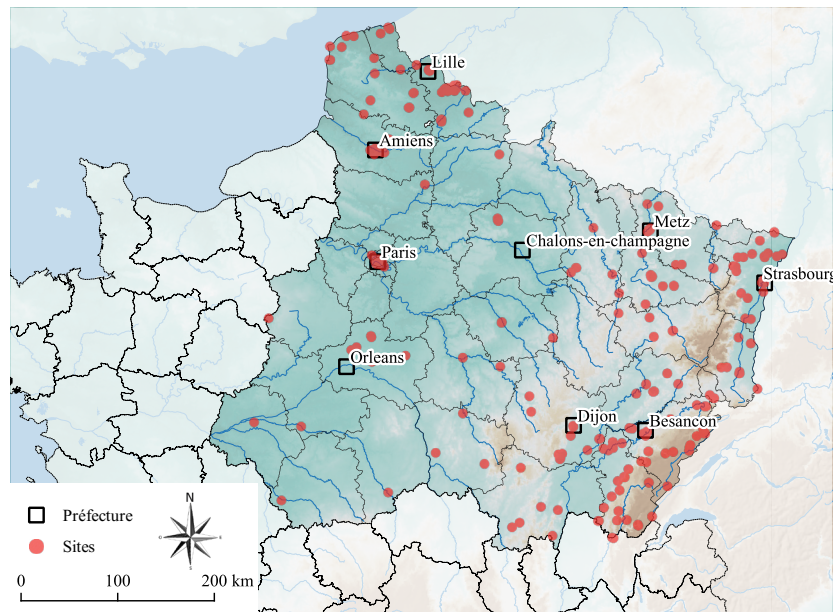 Lille
Amiens
Metz
Chalons-en-champagne
Paris
Strasbourg
Orleans
Dijon
Besancon
N
Préfecture
Sites
0 100 200 km